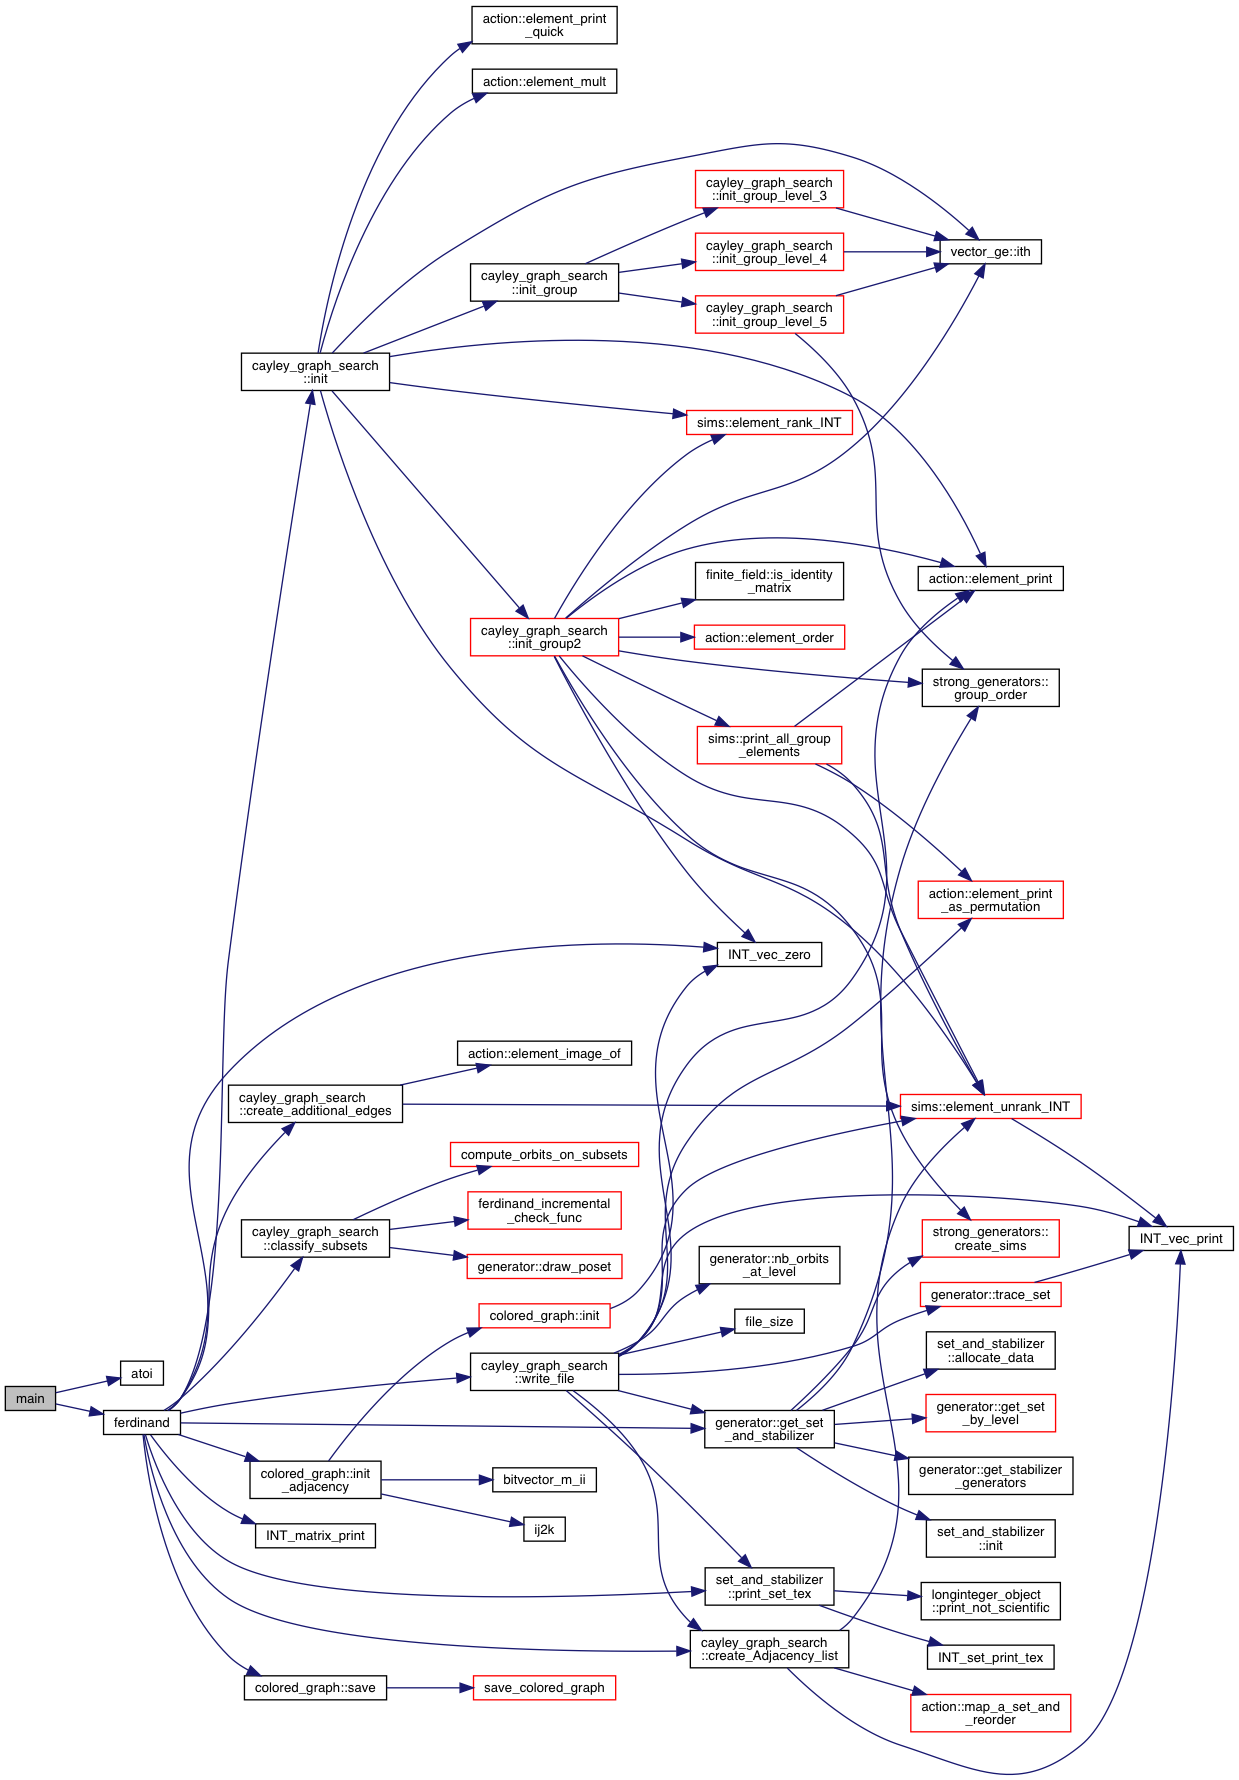 action::element_print
_quick
action::element_mult
cayley_graph_search
::init_group_level_3
cayley_graph_search
::init_group_level_4
vector_ge::ith
cayley_graph_search
::init_group
cayley_graph_search
::init_group_level_5
cayley_graph_search
::init
sims::element_rank_INT
finite_field::is_identity
_matrix
action::element_print
cayley_graph_search
::init_group2
action::element_order
strong_generators::
group_order
sims::print_all_group
_elements
action::element_print
_as_permutation
INT_vec_zero
action::element_image_of
cayley_graph_search
::create_additional_edges
sims::element_unrank_INT
compute_orbits_on_subsets
ferdinand_incremental
_check_func
cayley_graph_search
::classify_subsets
strong_generators::
create_sims
INT_vec_print
generator::draw_poset
generator::nb_orbits
_at_level
generator::trace_set
colored_graph::init
file_size
set_and_stabilizer
::allocate_data
cayley_graph_search
::write_file
atoi
main
ferdinand
generator::get_set
_and_stabilizer
generator::get_set
_by_level
colored_graph::init
_adjacency
bitvector_m_ii
generator::get_stabilizer
_generators
INT_matrix_print
ij2k
set_and_stabilizer
::init
set_and_stabilizer
::print_set_tex
longinteger_object
::print_not_scientific
cayley_graph_search
::create_Adjacency_list
INT_set_print_tex
colored_graph::save
save_colored_graph
action::map_a_set_and
_reorder